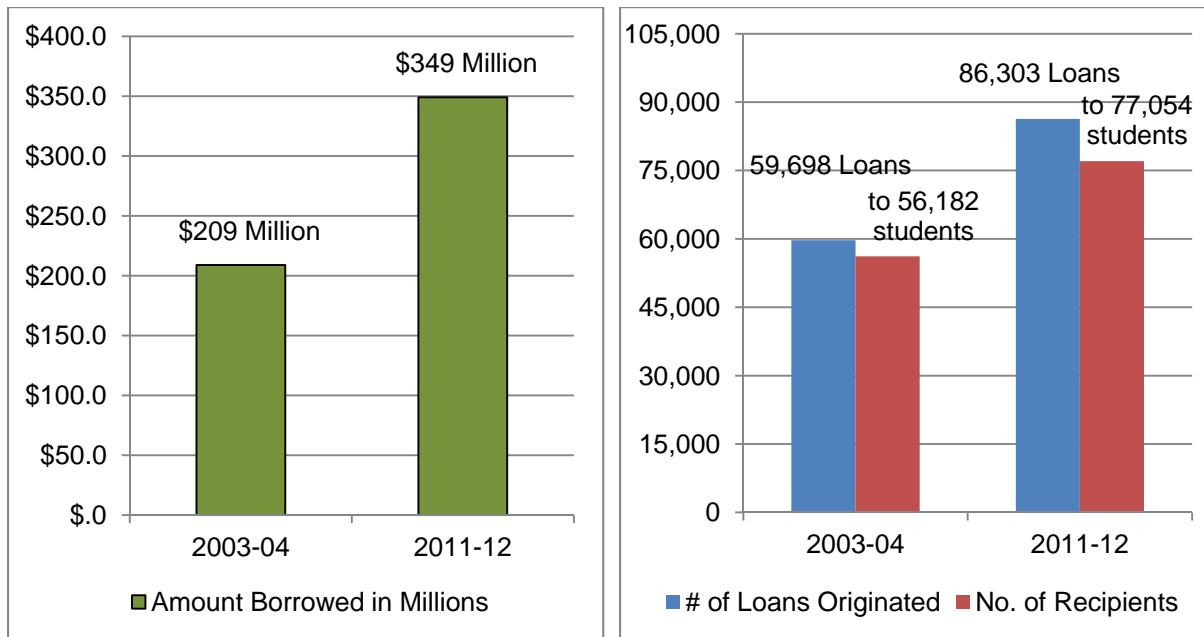 $400.0
$350.0
$300.0
$250.0
$200.0
$150.0
$100.0
$50.0
$.0
$209 Million
$349 Million
2003-04
2011-12
Amount Borrowed in Millions
105,000
90,000
75,000
60,000
45,000
30,000
15,000
0
59,698 Loans
to 56,182
students
86,303 Loans
to 77,054
students
2003-04
2011-12
# of Loans Originated
No. of Recipients